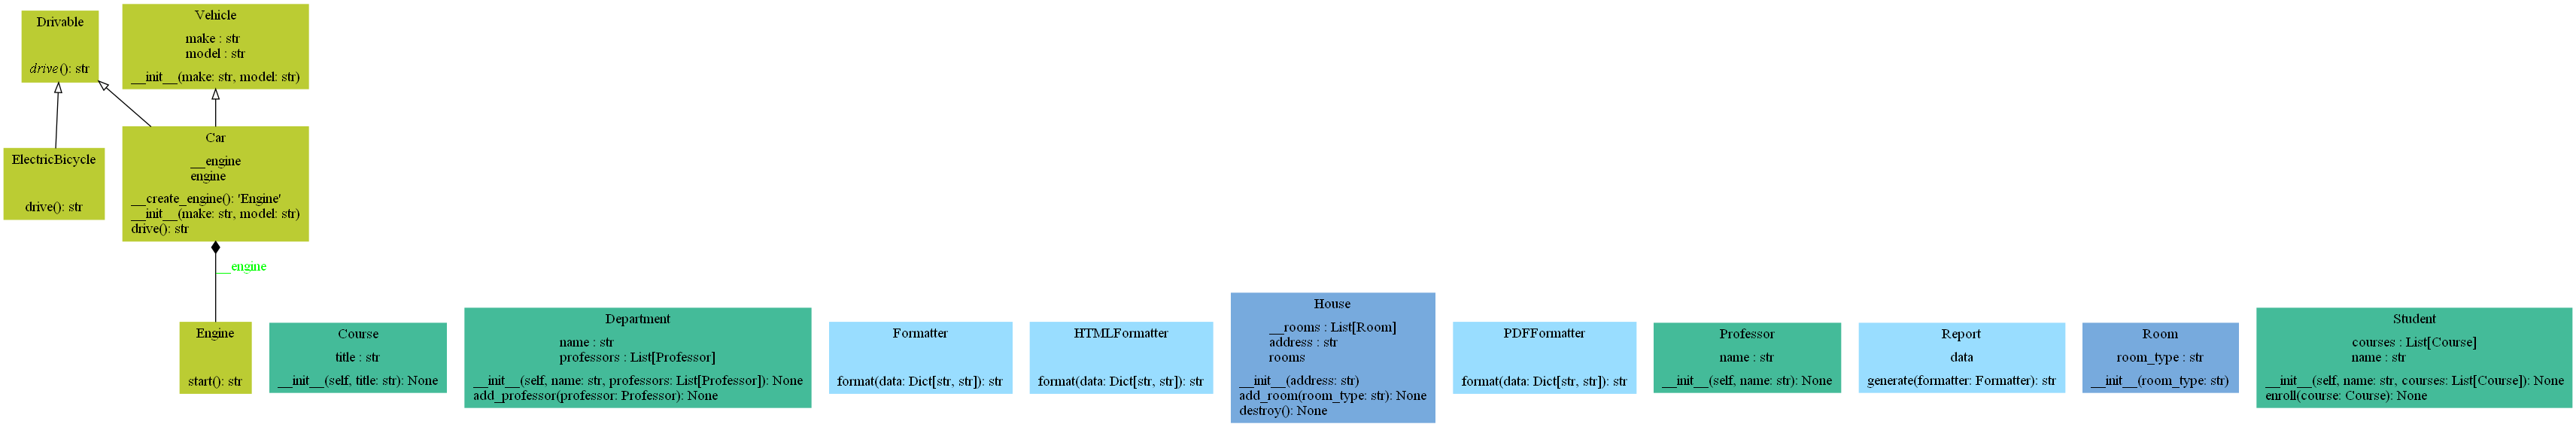 Drivable
drive(): str
Vehicle
make : str
model : str
__init__(make: str, model: str)
ElectricBicycle
drive(): str
Car
__engine
engine
__create_engine(): 'Engine'
__init__(make: str, model: str)
drive(): str
__engine
Engine
start(): str
Course
title : str
__init__(self, title: str): None
Department
name : str
professors : List[Professor]
__init__(self, name: str, professors: List[Professor]): None
add_professor(professor: Professor): None
Formatter
format(data: Dict[str, str]): str
HTMLFormatter
format(data: Dict[str, str]): str
House
__rooms : List[Room]
address : str
rooms
__init__(address: str)
add_room(room_type: str): None
destroy(): None
PDFFormatter
format(data: Dict[str, str]): str
Professor
name : str
__init__(self, name: str): None
Report
data
generate(formatter: Formatter): str
Room
room_type : str
__init__(room_type: str)
Student
courses : List[Course]
name : str
__init__(self, name: str, courses: List[Course]): None
enroll(course: Course): None